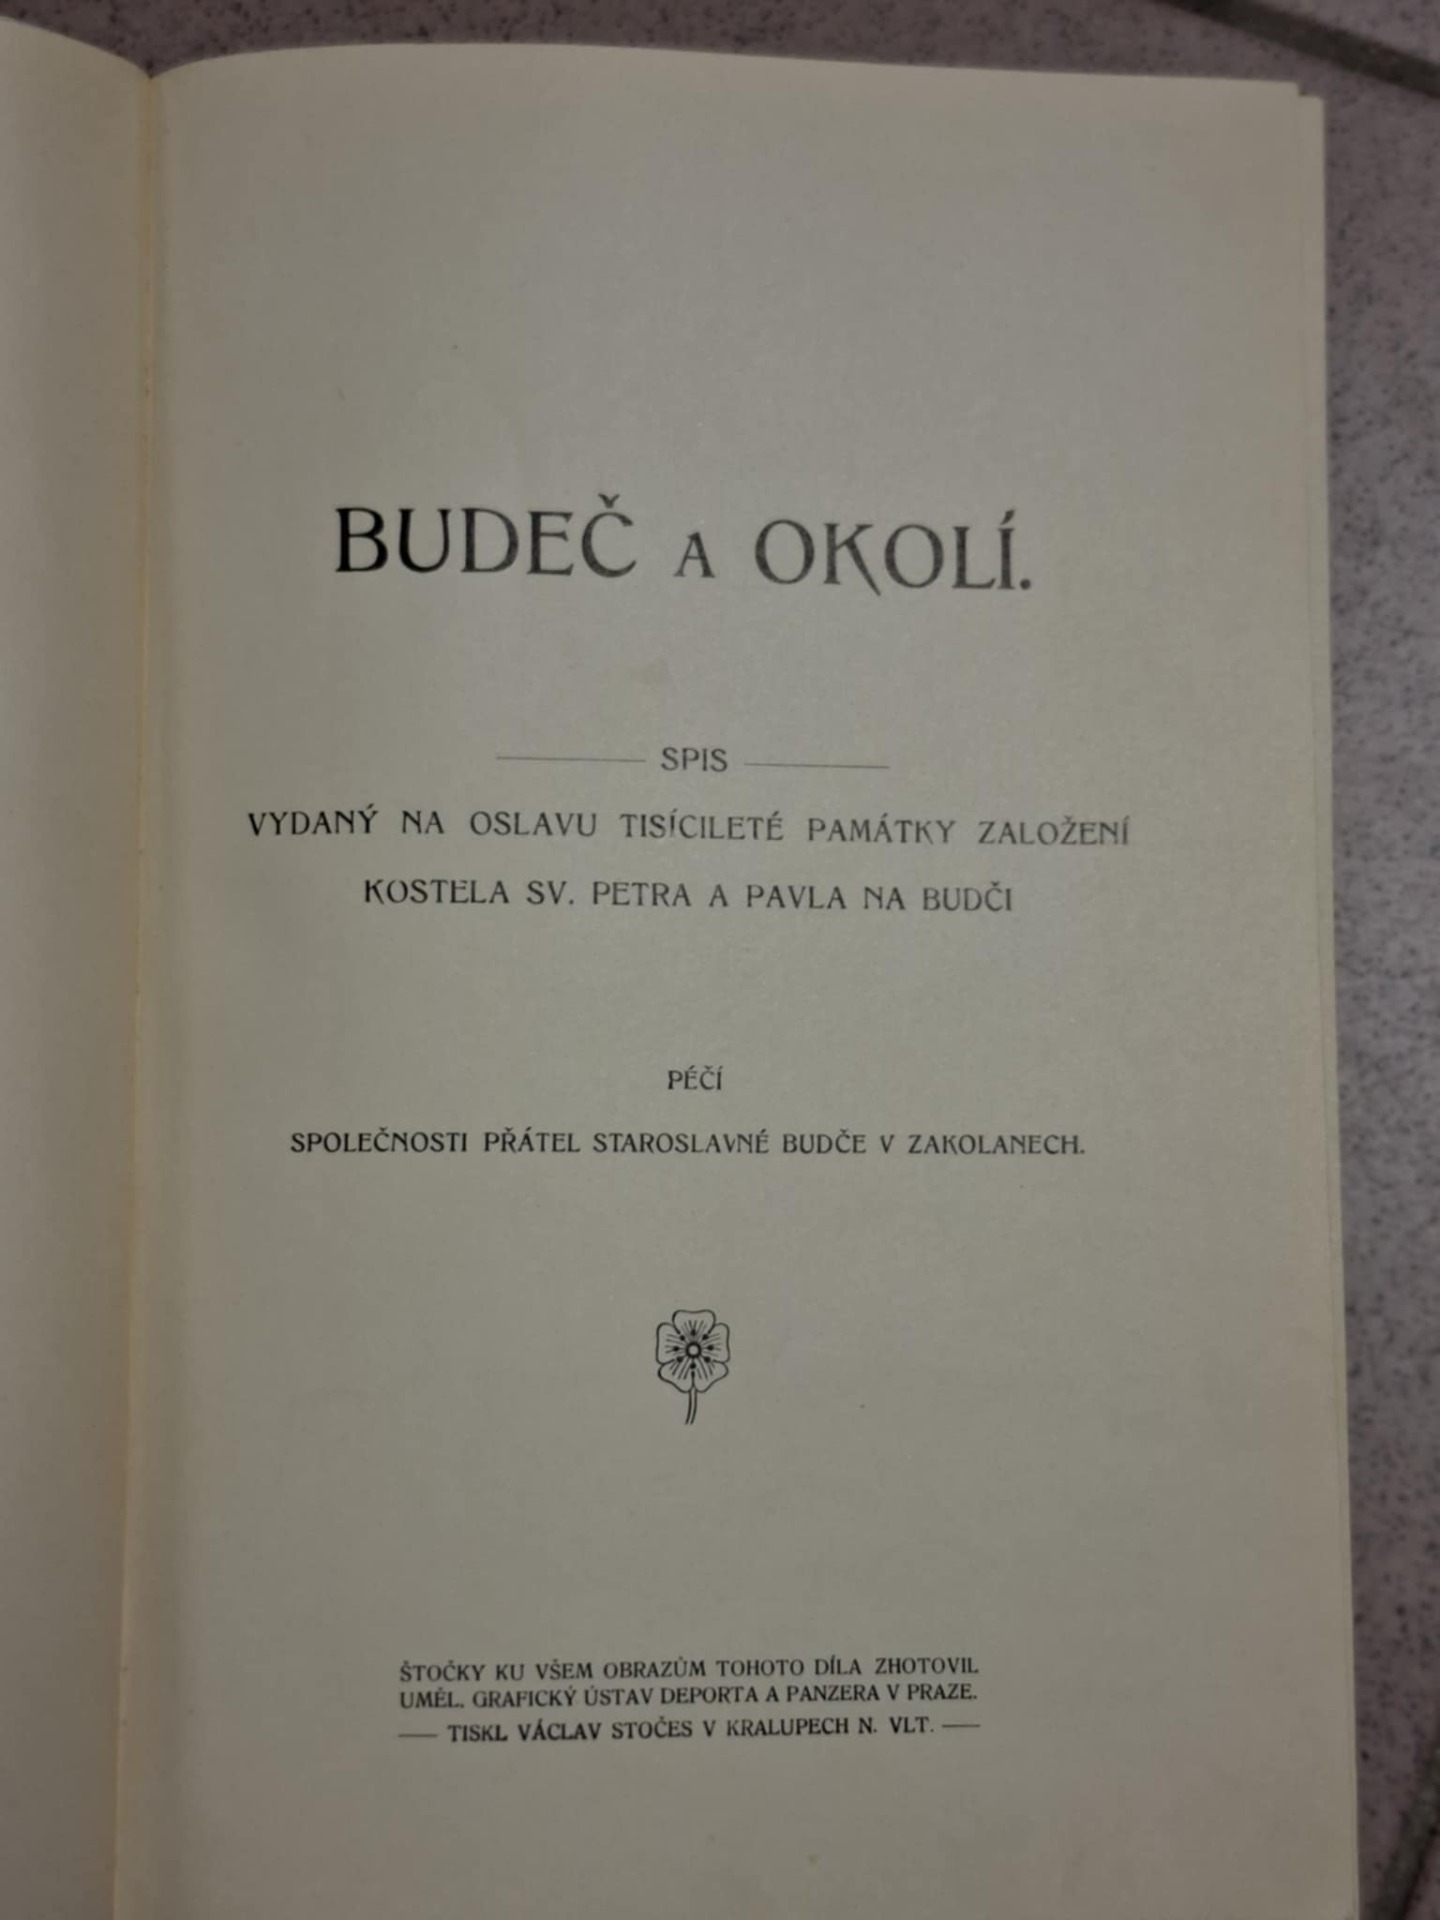 BUDEČ A OKOLÍ.
SPIS
VYDANÝ NA OSLAVU TISÍCILETÉ PAMÁTKY ZALOŽENÍ
KOSTELA SV. PETRA A PAVLA NA BUDČI
PÉČÍ
SPOLEČNOSTI PŘÁTEL STAROSLAVNÉ BUDČE V ZAKOLANECH.
ŠTOČKY KU VŠEM OBRAZŮM TOHOTO DÍLA ZHOTOVIL
UMĚL. GRAFICKÝ ÚSTAV DEPORTA A PANZERA V PRAZE.
TISKL VÁCLAV STOČES V KRALUPECH N. VLT.